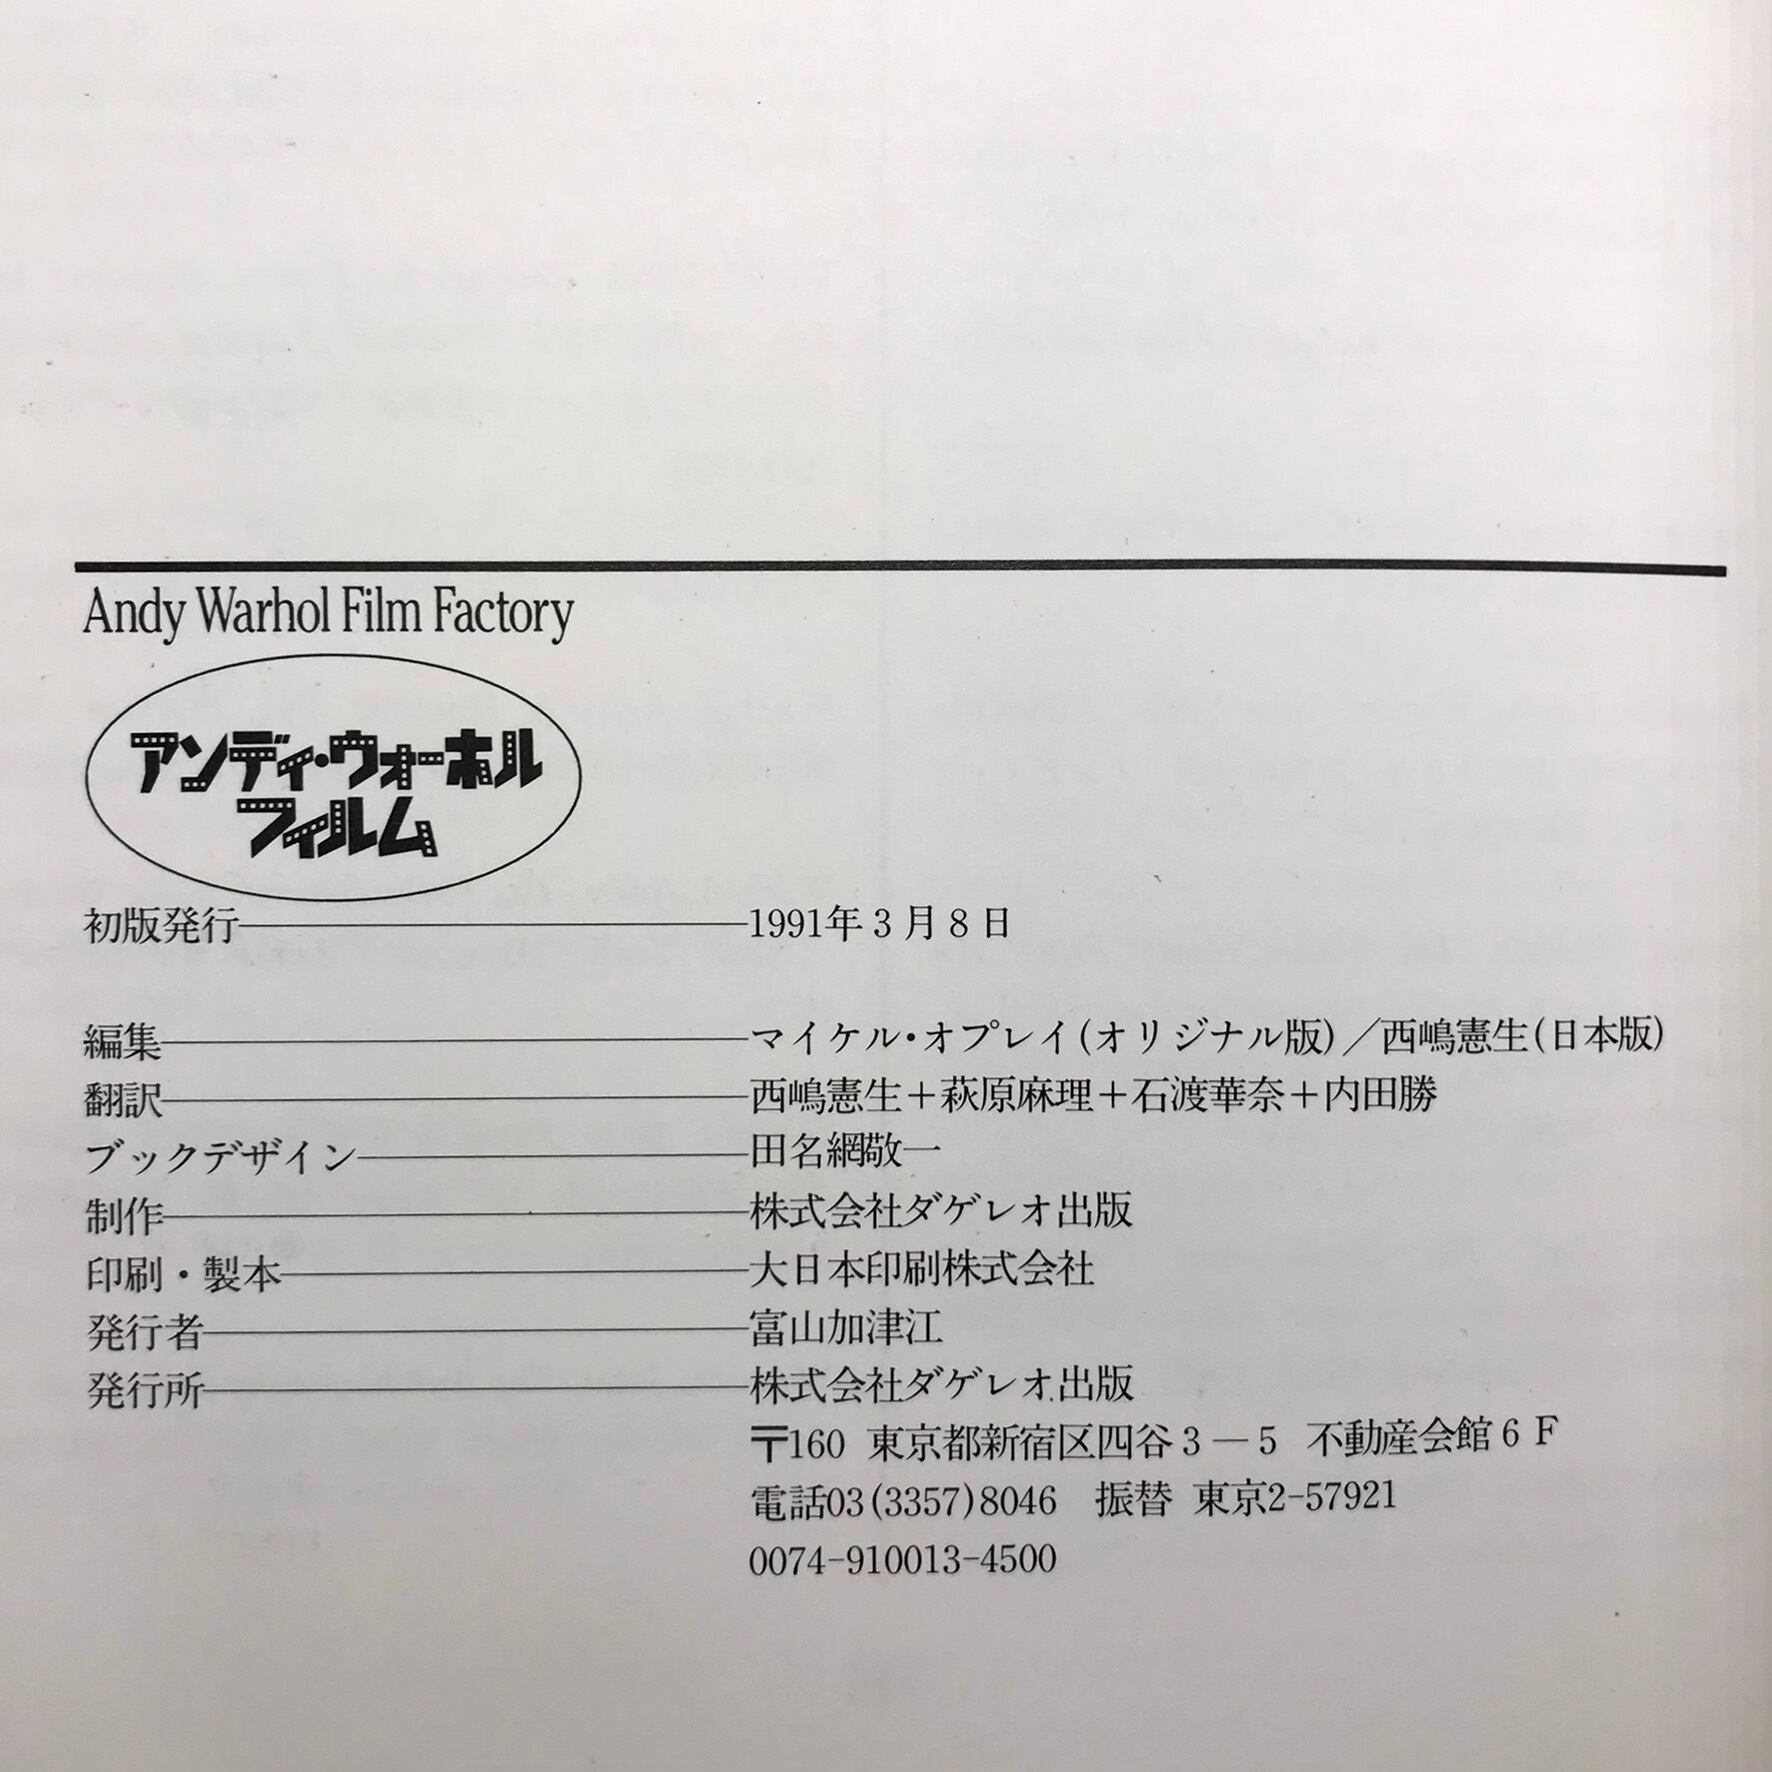 Andy Warhol Film Factory
アンディ・ウォーホル
フィルム
初版発行――1991年3月8日
編集――マイケル・オプレイ(オリジナル版)／西嶋憲生(日本版)
翻訳――西嶋憲生＋萩原麻理＋石渡華奈＋内田勝
ブックデザイン――田名網敬一
制作――株式会社ダゲレオ出版
印刷・製本――大日本印刷株式会社
発行者――富山加津江
発行所――株式会社ダゲレオ出版
〒160 東京都新宿区四谷3―5 不動産会館6F
電話03(3357)8046 振替 東京2-57921
0074-910013-4500